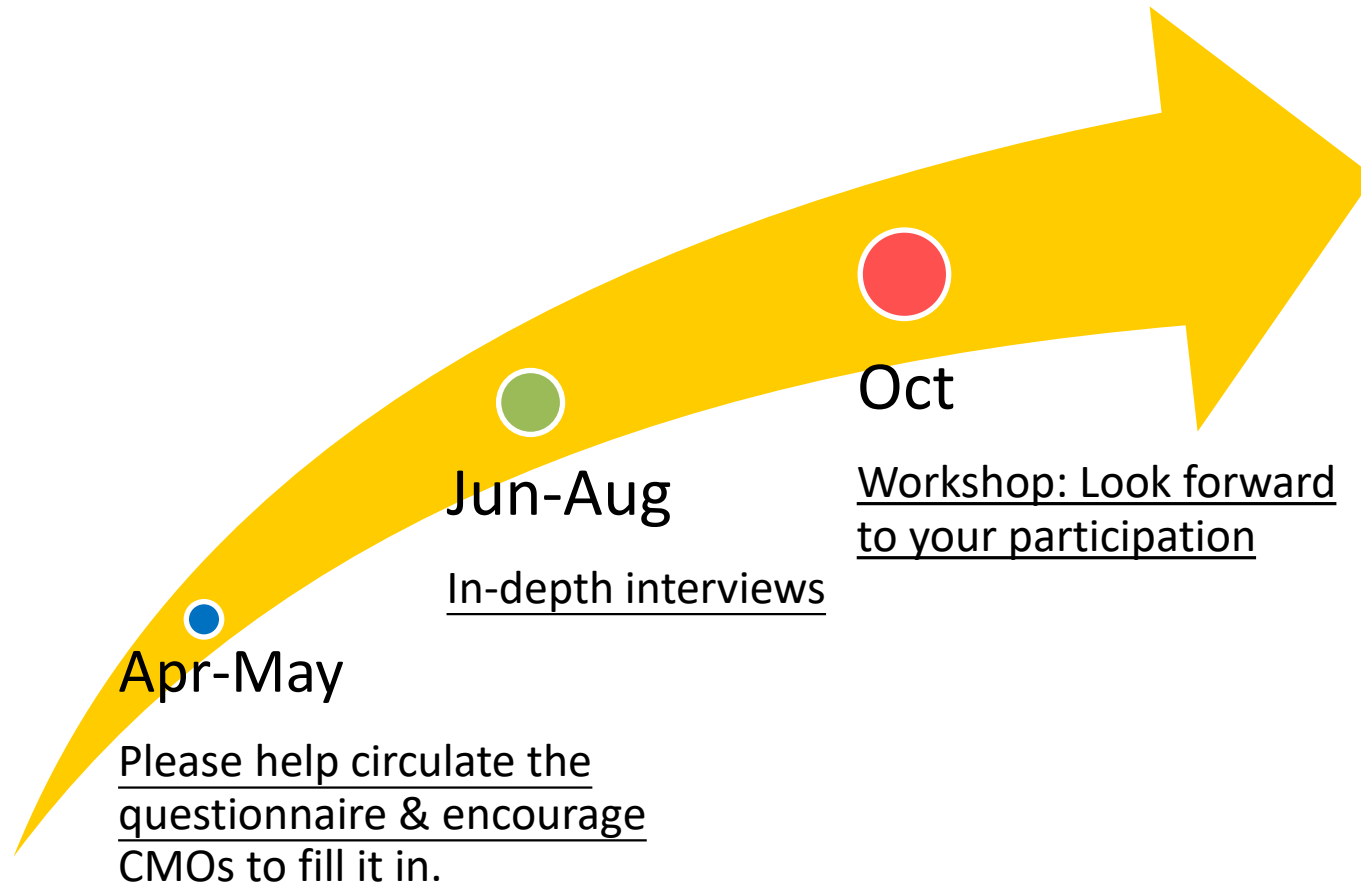 Apr-May
Please help circulate the
questionnaire & encourage
CMOs to fill it in.
Jun-Aug
In-depth interviews
Oct
Workshop: Look forward
to your participation